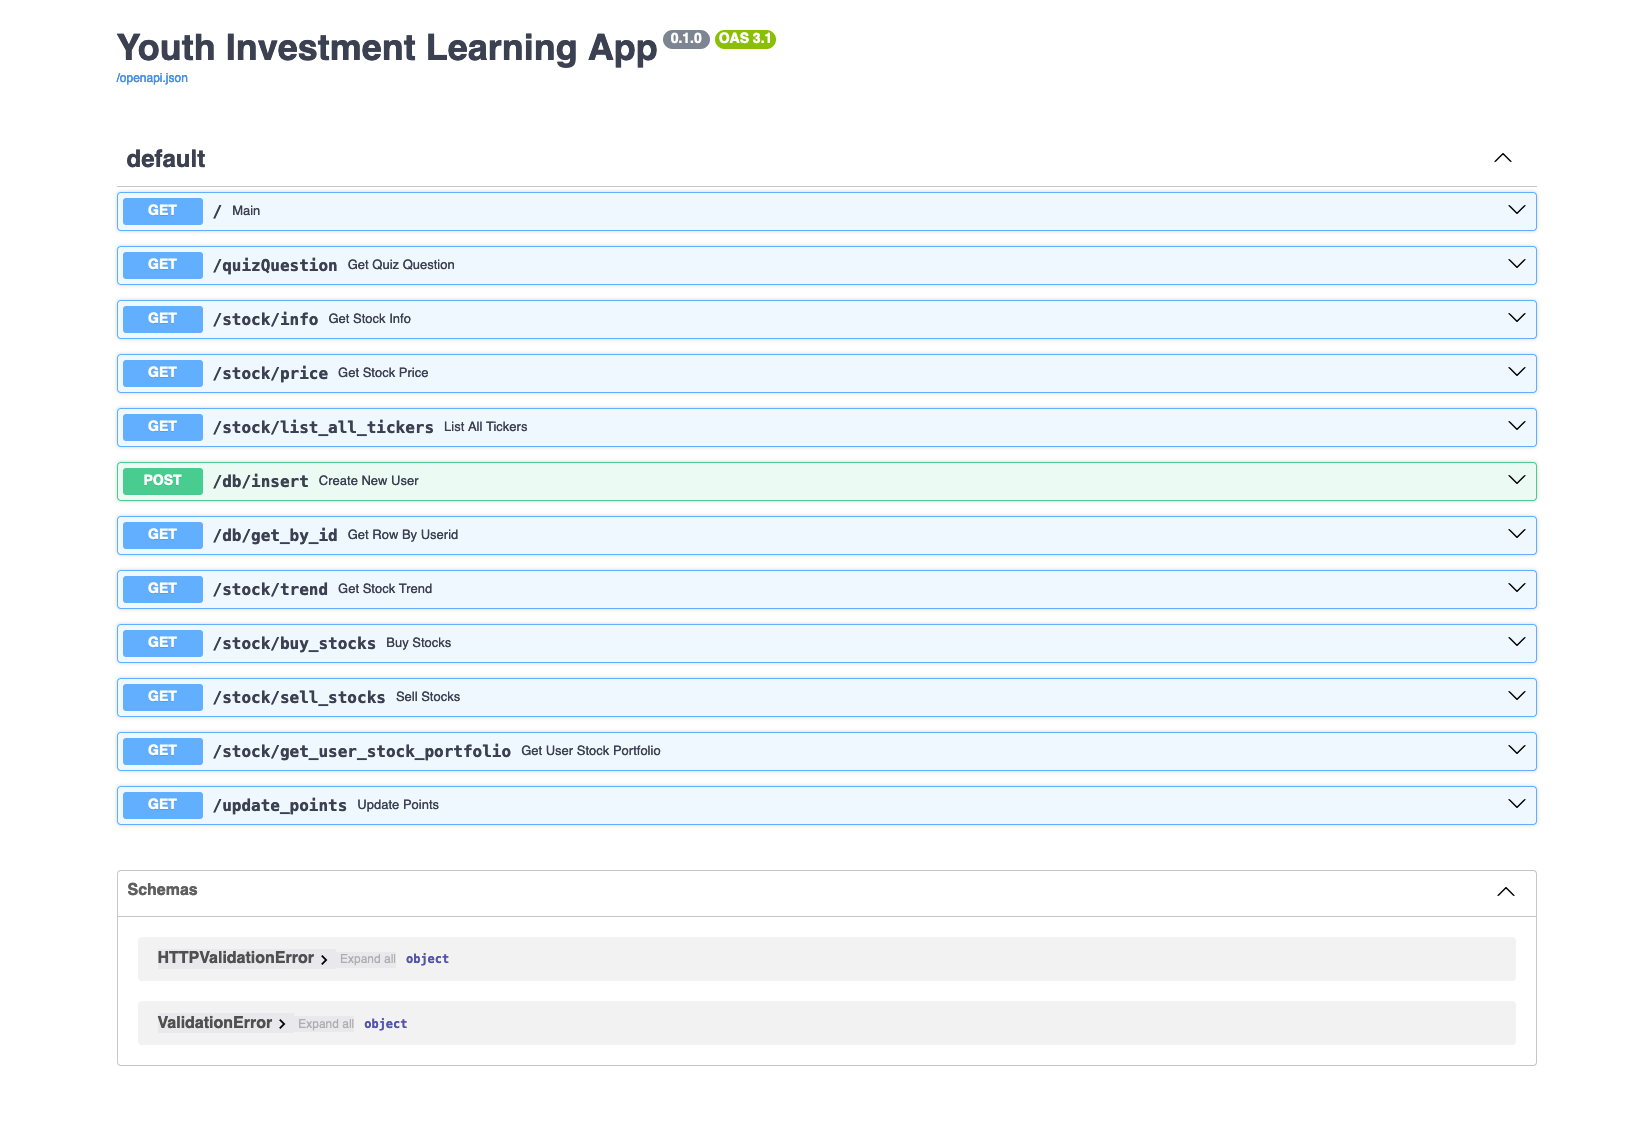 Youth Investment Learning App 0.1.0 OAS 3.1
/openapi.json
default
GET / Main
GET /quizQuestion Get Quiz Question
GET /stock/info Get Stock Info
GET /stock/price Get Stock Price
GET /stock/list_all_tickers List All Tickers
POST /db/insert Create New User
GET /db/get_by_id Get Row By Userid
GET /stock/trend Get Stock Trend
GET /stock/buy_stocks Buy Stocks
GET /stock/sell_stocks Sell Stocks
GET /stock/get_user_stock_portfolio Get User Stock Portfolio
GET /update_points Update Points
Schemas
HTTPValidationError Expand all object
ValidationError Expand all object